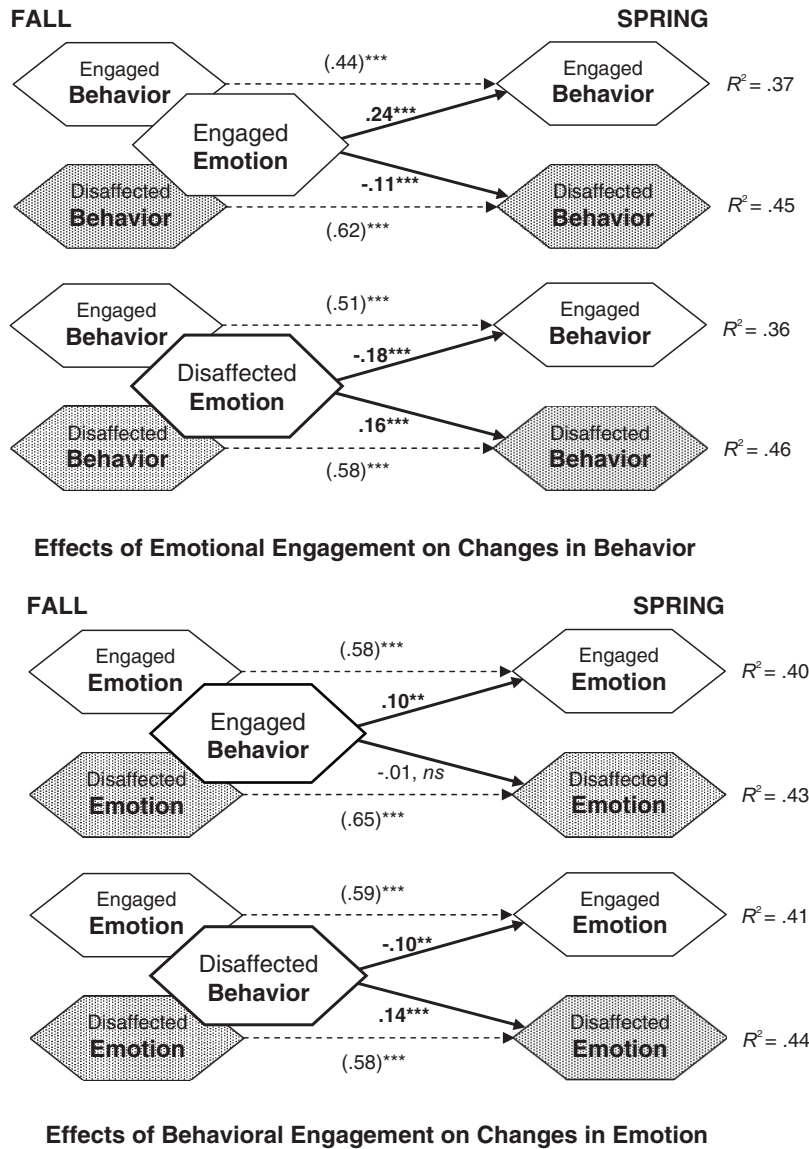 FALL
SPRING
Engaged
Behavior
(.44)***
Engaged
Behavior
R² = .37
Engaged
Emotion
.24***
-.11***
Disaffected
Behavior
(.62)***
Disaffected
Behavior
R² = .45
Engaged
Behavior
(.51)***
Engaged
Behavior
R² = .36
Disaffected
Emotion
-.18***
.16***
Disaffected
Behavior
(.58)***
Disaffected
Behavior
R² = .46
Effects of Emotional Engagement on Changes in Behavior
FALL
SPRING
Engaged
Emotion
(.58)***
Engaged
Emotion
R² = .40
Engaged
Behavior
.10**
-.01, ns
Disaffected
Emotion
(.65)***
Disaffected
Emotion
R² = .43
Engaged
Emotion
(.59)***
Engaged
Emotion
R² = .41
Disaffected
Behavior
-.10**
.14***
Disaffected
Emotion
(.58)***
Disaffected
Emotion
R² = .44
Effects of Behavioral Engagement on Changes in Emotion